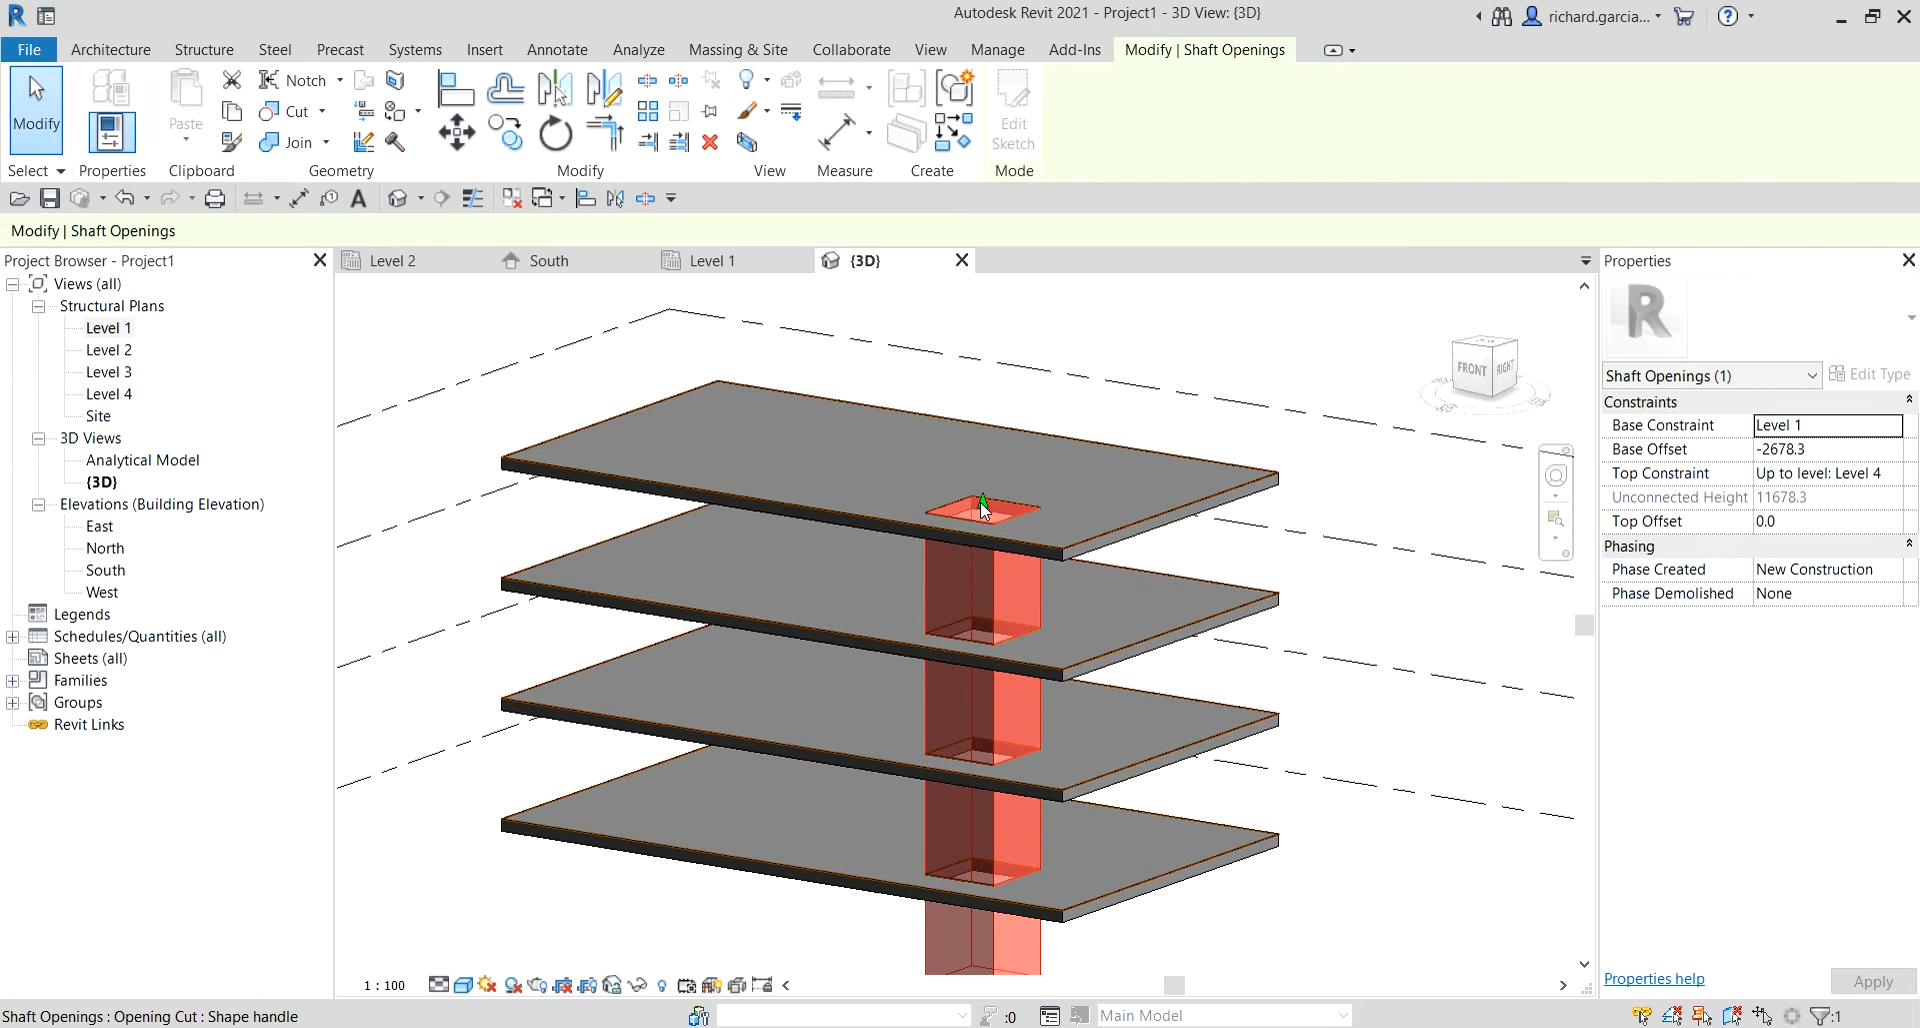 Autodesk Revit 2021 - Project1 - 3D View: {3D}
richard.garcia...
File Architecture Structure Steel Precast Systems Insert Annotate Analyze Massing & Site Collaborate View Manage Add-Ins Modify | Shaft Openings
Modify
Paste
Notch
Cut
Join
Edit
Sketch
Select Properties Clipboard Geometry Modify View Measure Create Mode
Modify | Shaft Openings
Project Browser - Project1
Views (all)
Structural Plans
Level 1
Level 2
Level 3
Level 4
Site
3D Views
Analytical Model
{3D}
Elevations (Building Elevation)
East
North
South
West
Legends
Schedules/Quantities (all)
Sheets (all)
Families
Groups
Revit Links
Level 2 South Level 1 {3D}
FRONT RIGHT
Properties
Shaft Openings (1) Edit Type
Constraints
Base Constraint Level 1
Base Offset -2678.3
Top Constraint Up to level: Level 4
Unconnected Height 11678.3
Top Offset 0.0
Phasing
Phase Created New Construction
Phase Demolished None
Properties help Apply
1 : 100
Shaft Openings : Opening Cut : Shape handle
:0
Main Model
:1